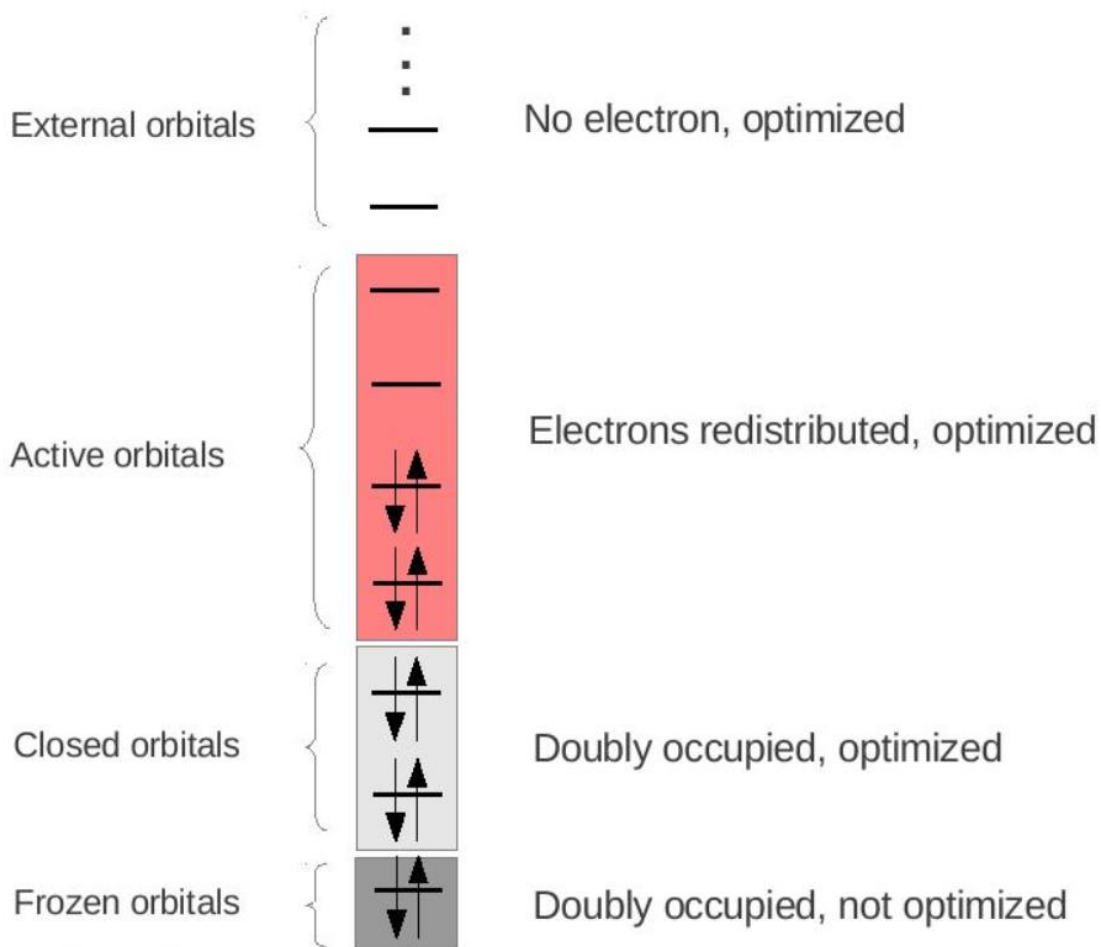 External orbitals
No electron, optimized
Active orbitals
Electrons redistributed, optimized
Closed orbitals
Doubly occupied, optimized
Frozen orbitals
Doubly occupied, not optimized